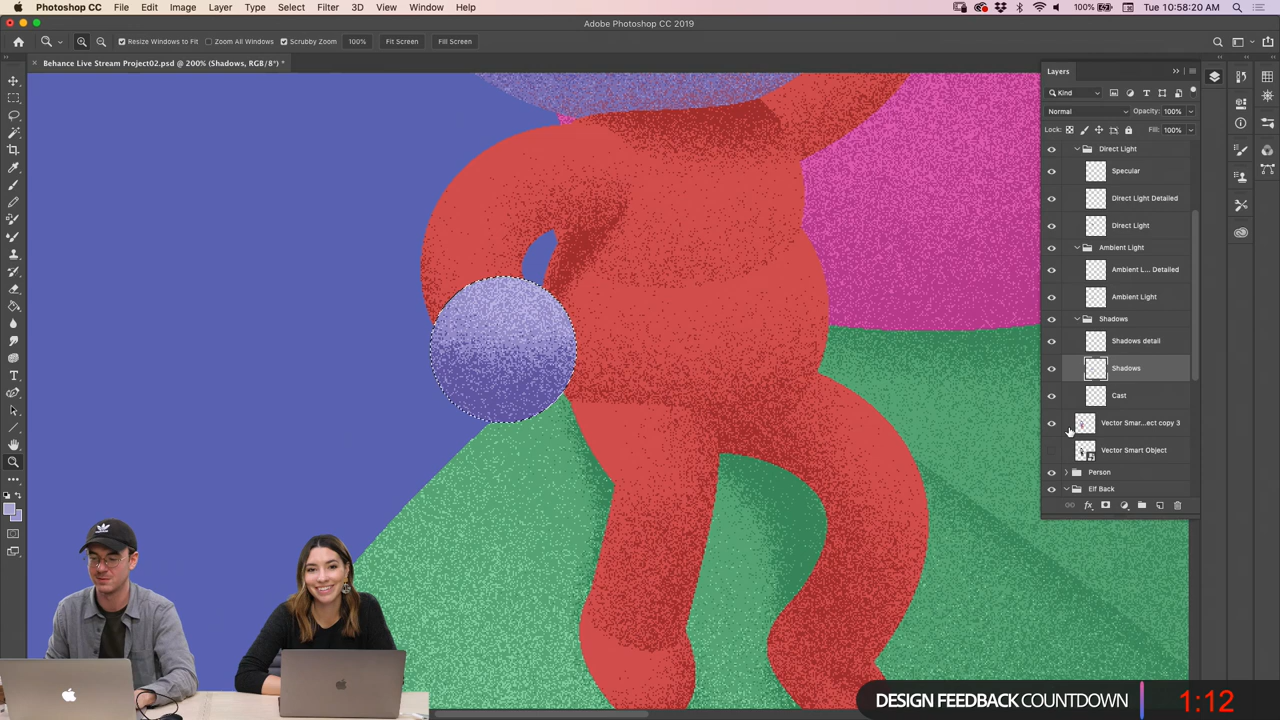 Photoshop CC File Edit Image Layer Type Select Filter 3D View Window Help 100% Tue 10:58:20 AM
Adobe Photoshop CC 2019
Resize Windows to Fit Zoom All Windows Scrubby Zoom 100% Fit Screen Fill Screen
Behance Live Stream Project02.psd @ 200% (Shadows, RGB/8*) *
Layers
Kind
Normal Opacity: 100%
Lock: Fill: 100%
Direct Light
Specular
Direct Light Detailed
Direct Light
Ambient Light
Ambient L... Detailed
Ambient Light
Shadows
Shadows detail
Shadows
Cast
Vector Smar...ect copy 3
Vector Smart Object
Person
Elf Back
fx
DESIGN FEEDBACK COUNTDOWN 1:12